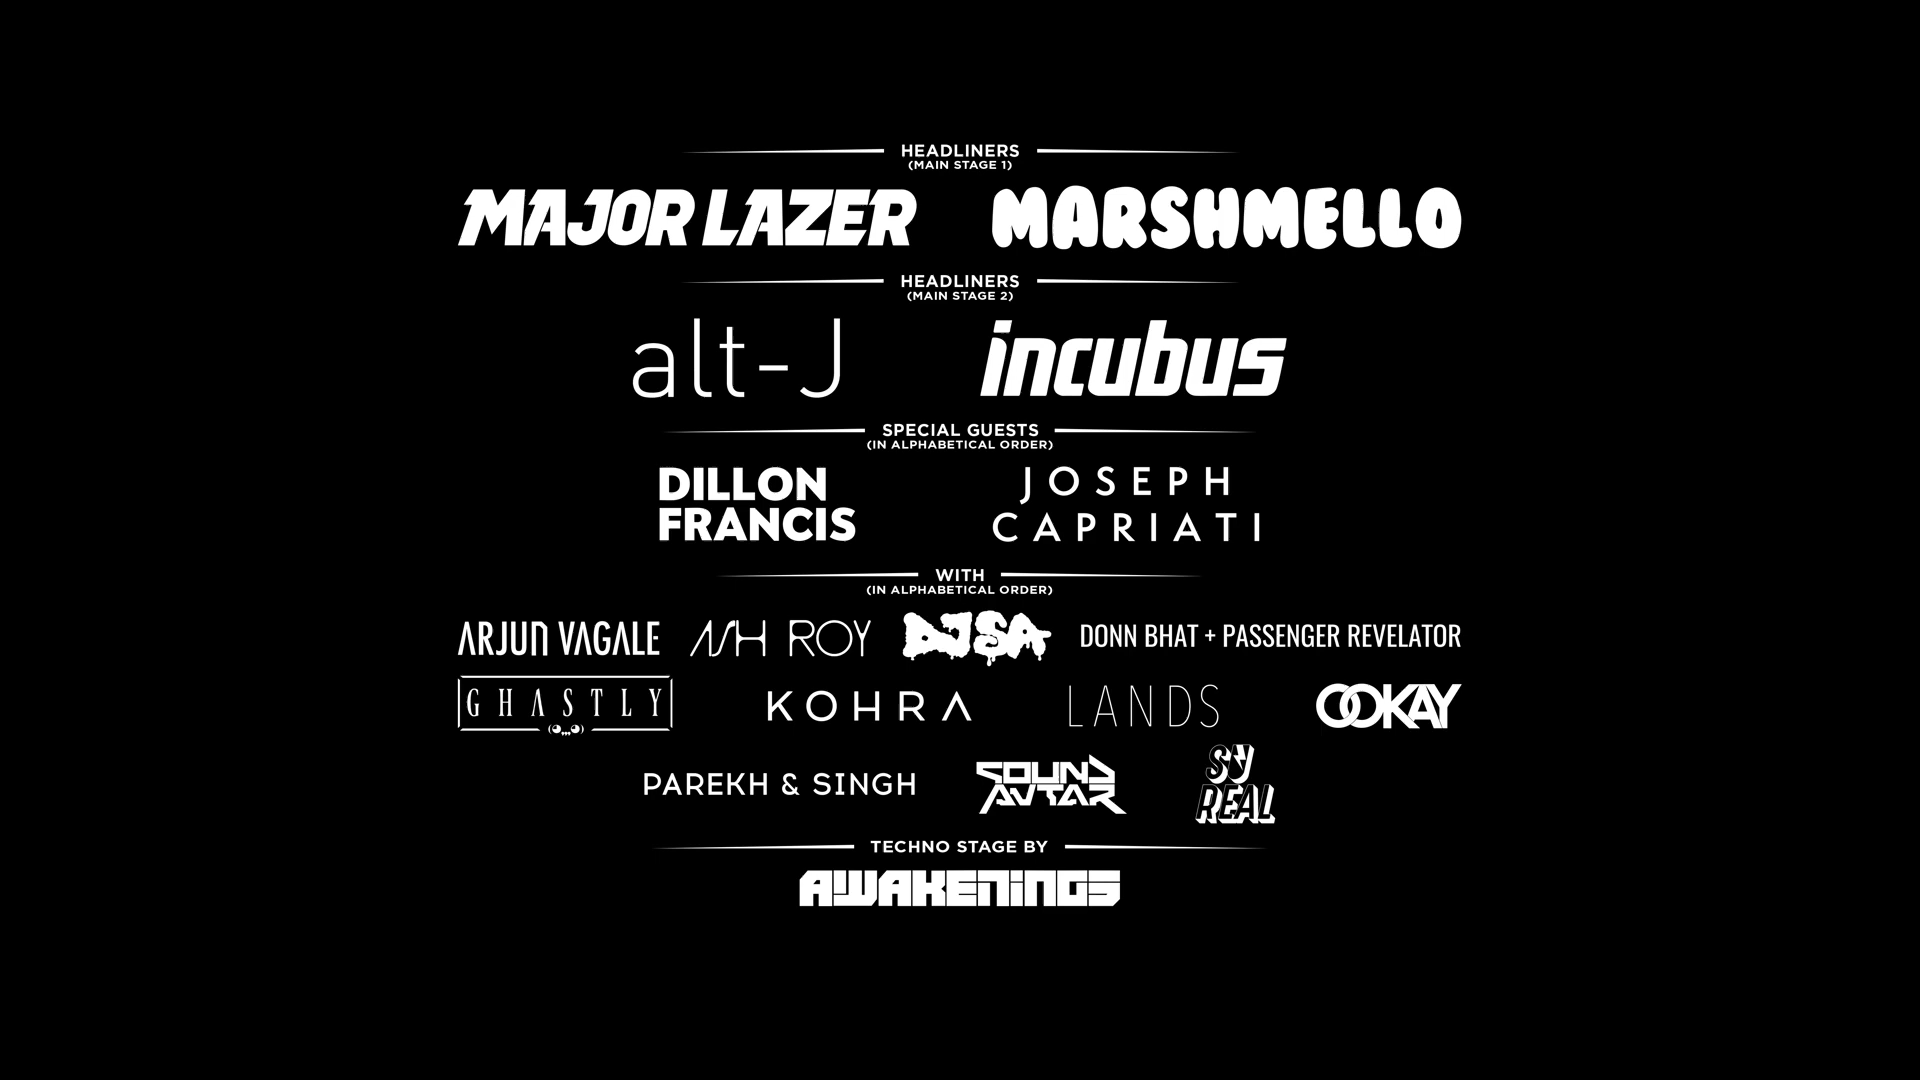 HEADLINERS
(MAIN STAGE 1)
MAJOR LAZER MARSHMELLO
HEADLINERS
(MAIN STAGE 2)
alt-J incubus
SPECIAL GUESTS
(IN ALPHABETICAL ORDER)
DILLON FRANCIS
JOSEPH CAPRIATI
WITH
(IN ALPHABETICAL ORDER)
ARJUN VAGALE ASH ROY DJSA DONN BHAT + PASSENGER REVELATOR
GHASTLY KOHRA LANDS OOKAY
PAREKH & SINGH SOUND AVTAR SU REAL
TECHNO STAGE BY
AWAKENINGS